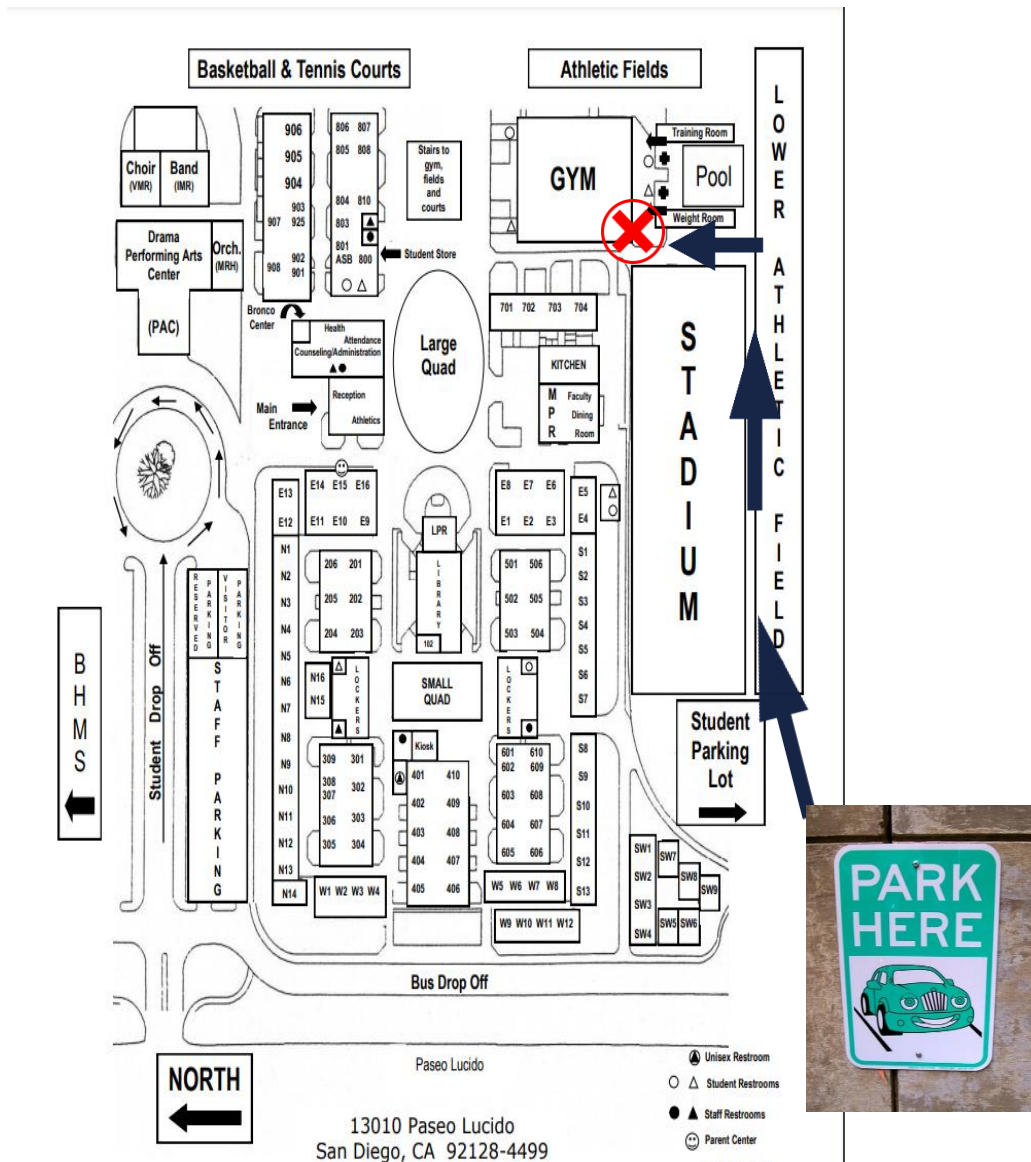 Basketball & Tennis Courts
Athletic Fields
LOWER ATHLETIC FIELD
Choir
(VMR)
Band
(IMR)
Drama
Performing Arts
Center
Orch.
(MRH)
(PAC)
906
905
904
903
907 925
902
908 901
806 807
805 808
804 810
803
801
ASB 800
Student Store
Stairs to
gym,
fields
and
courts
GYM
Training Room
Pool
Weight Room
Bronco
Center
Health
Attendance
Counseling/Administration
Reception
Athletics
Main
Entrance
Large
Quad
701 702 703 704
KITCHEN
MPR
Faculty
Dining
Room
STADIUM
E13
E12
E14 E15 E16
E11 E10 E9
LPR
LIBRARY
102
E8 E7 E6
E1 E2 E3
E5
E4
N1
N2
N3
N4
N5
N6
N7
N8
N9
N10
N11
N12
N13
N14
206 201
205 202
204 203
N16
N15
LOCKERS
SMALL
QUAD
Kiosk
501 506
502 505
503 504
LOCKERS
S1
S2
S3
S4
S5
S6
S7
S8
S9
S10
S11
S12
S13
309 301
308
307 302
306 303
305 304
401 410
402 409
403 408
404 407
405 406
601 610
602 609
603 608
604 607
605 606
W1 W2 W3 W4
W5 W6 W7 W8
W9 W10 W11 W12
SW1
SW2
SW3
SW4
SW7
SW8
SW9
SW5
SW6
RESERVED PARKING
VISITOR PARKING
STAFF PARKING
Student Drop Off
BHMS
Student
Parking
Lot
PARK
HERE
Bus Drop Off
Paseo Lucido
NORTH
13010 Paseo Lucido
San Diego, CA 92128-4499
Unisex Restroom
Student Restrooms
Staff Restrooms
Parent Center